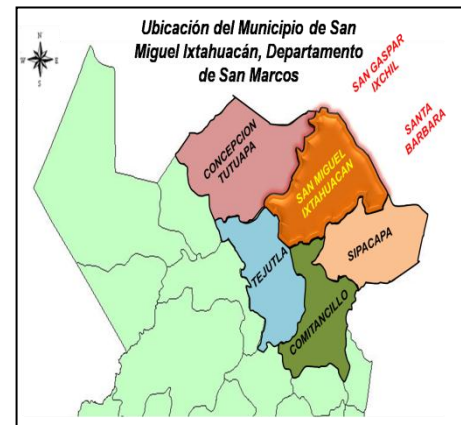 Ubicación del Municipio de San
Miguel Ixtahuacán, Departamento
de San Marcos
N
W
E
S
SAN GASPAR
IXCHIL
SANTA
BARBARA
CONCEPCION
TUTUAPA
SAN MIGUEL
IXTAHUACAN
SIPACAPA
TEJUTLA
COMITANCILLO